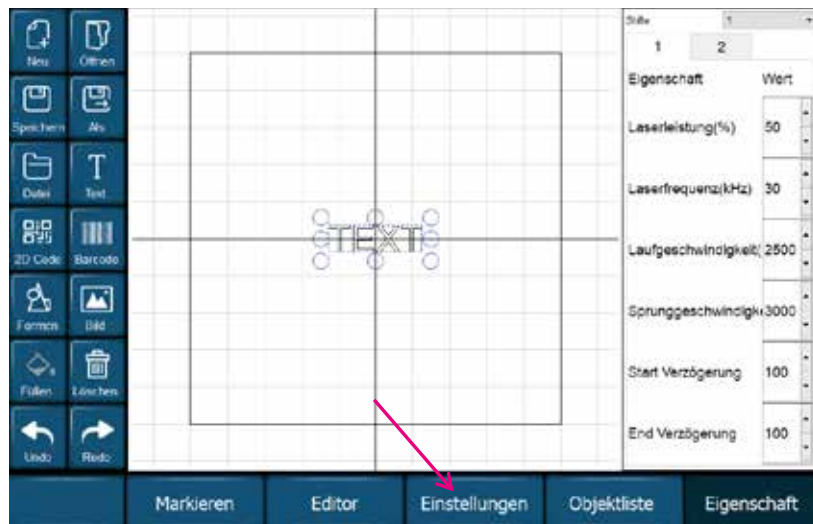 Neu
Öffnen
Speichern
Als
Datei
Text
2D Code
Barcode
Formen
Bild
Füllen
Löschen
Undo
Redo
TEXT
Stifte
1
1
2
Eigenschaft
Wert
Laserleistung(%)
50
Laserfrequenz(kHz)
30
Laufgeschwindigkeit(
2500
Sprunggeschwindigk
3000
Start Verzögerung
100
End Verzögerung
100
Markieren
Editor
Einstellungen
Objektliste
Eigenschaft